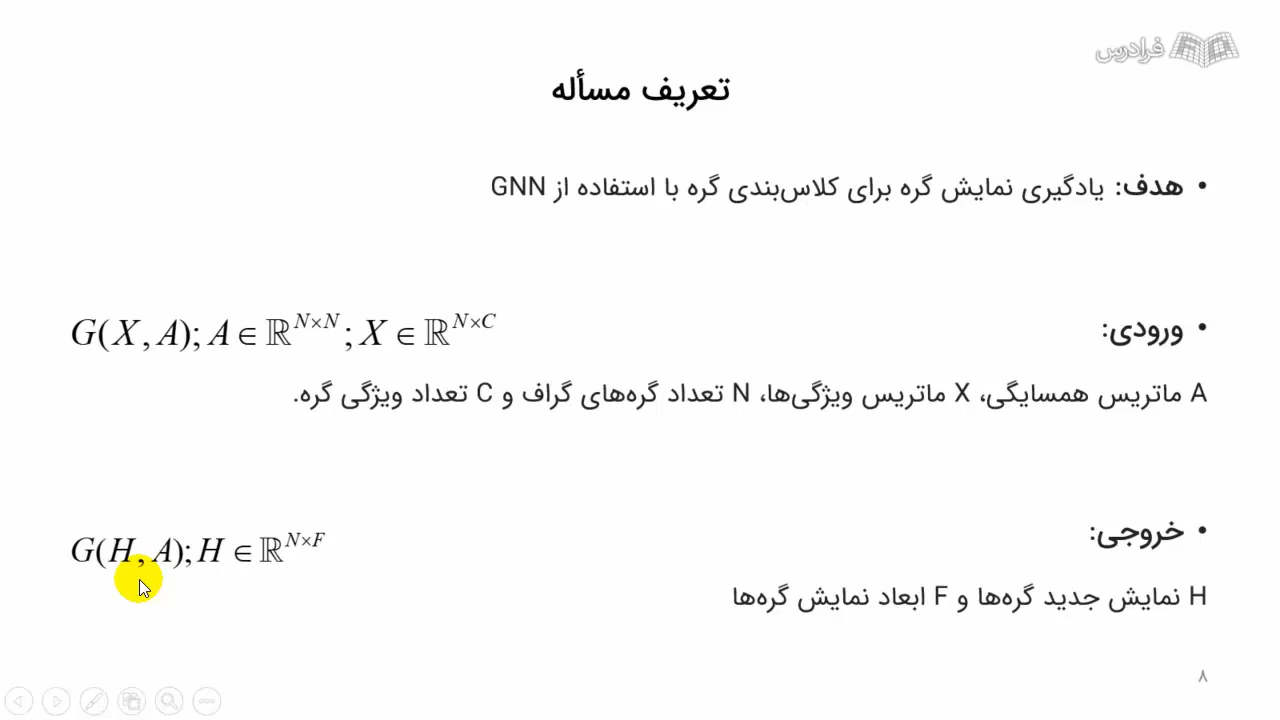 فرادرس
تعریف مسأله
• هدف: یادگیری نمایش گره برای کلاس‌بندی گره با استفاده از GNN
• ورودی:
G(X, A); A ∈ ℝ^{N×N}; X ∈ ℝ^{N×C}
A ماتریس همسایگی، X ماتریس ویژگی‌ها، N تعداد گره‌های گراف و C تعداد ویژگی گره.
• خروجی:
G(H, A); H ∈ ℝ^{N×F}
H نمایش جدید گره‌ها و F ابعاد نمایش گره‌ها
۸